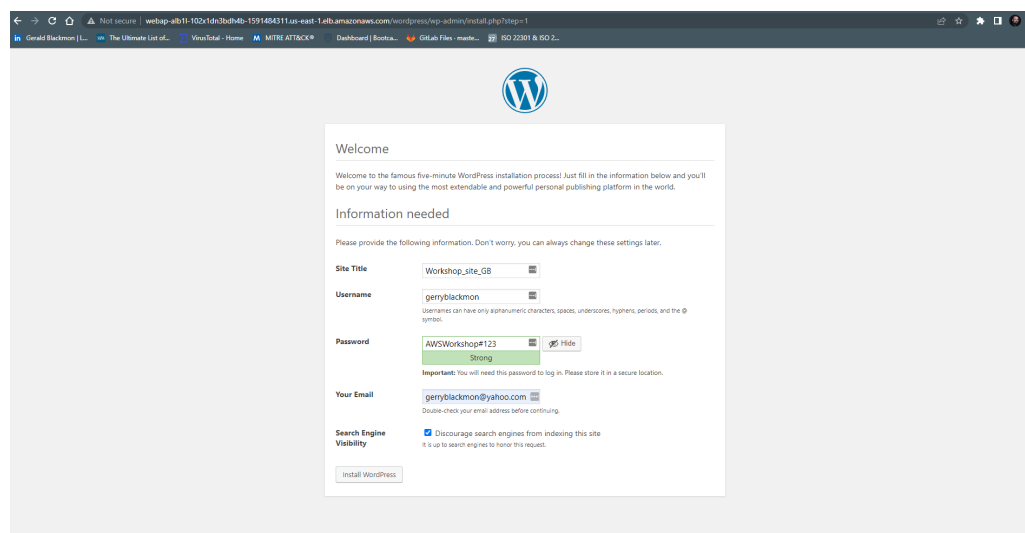 Not secure | webap-alb1l-102x1dn3bdh4b-1591484311.us-east-1.elb.amazonaws.com/wordpress/wp-admin/install.php?step=1
Gerald Blackmon | L... The Ultimate List of... VirusTotal - Home MITRE ATT&CK® Dashboard | Bootca... GitLab Files · maste... ISO 22301 & ISO 2...
Welcome
Welcome to the famous five-minute WordPress installation process! Just fill in the information below and you'll
be on your way to using the most extendable and powerful personal publishing platform in the world.
Information needed
Please provide the following information. Don't worry, you can always change these settings later.
Site Title Workshop_site_GB
Username gerryblackmon
Usernames can have only alphanumeric characters, spaces, underscores, hyphens, periods, and the @
symbol.
Password AWSWorkshop#123 Hide
Strong
Important: You will need this password to log in. Please store it in a secure location.
Your Email gerryblackmon@yahoo.com
Double-check your email address before continuing.
Search Engine Discourage search engines from indexing this site
Visibility It is up to search engines to honor this request.
Install WordPress